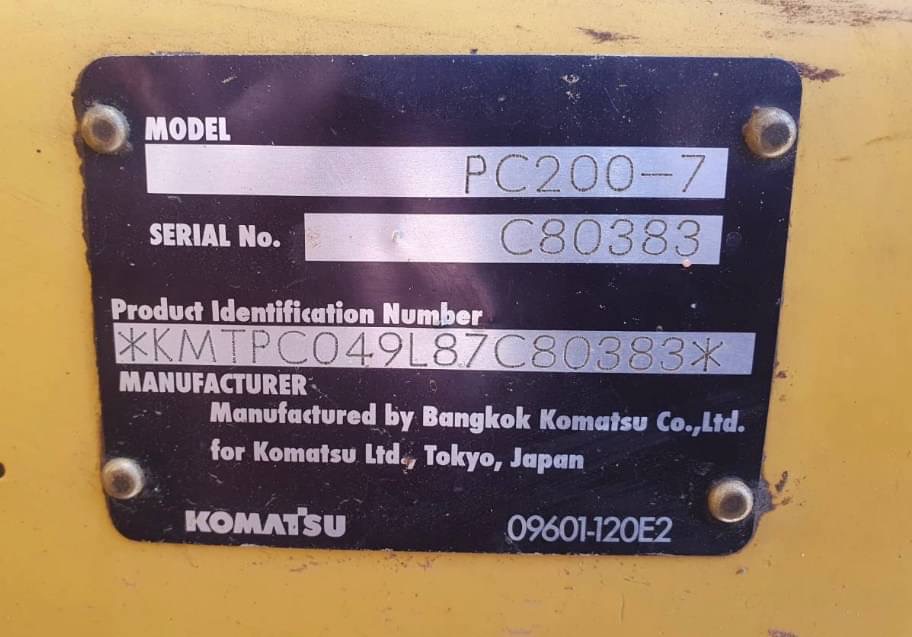 MODEL
PC200-7
SERIAL No.
C80383
Product Identification Number
*KMTPC049L87C80383*
MANUFACTURER
Manufactured by Bangkok Komatsu Co.,Ltd.
for Komatsu Ltd., Tokyo, Japan
KOMATSU
09601-120E2